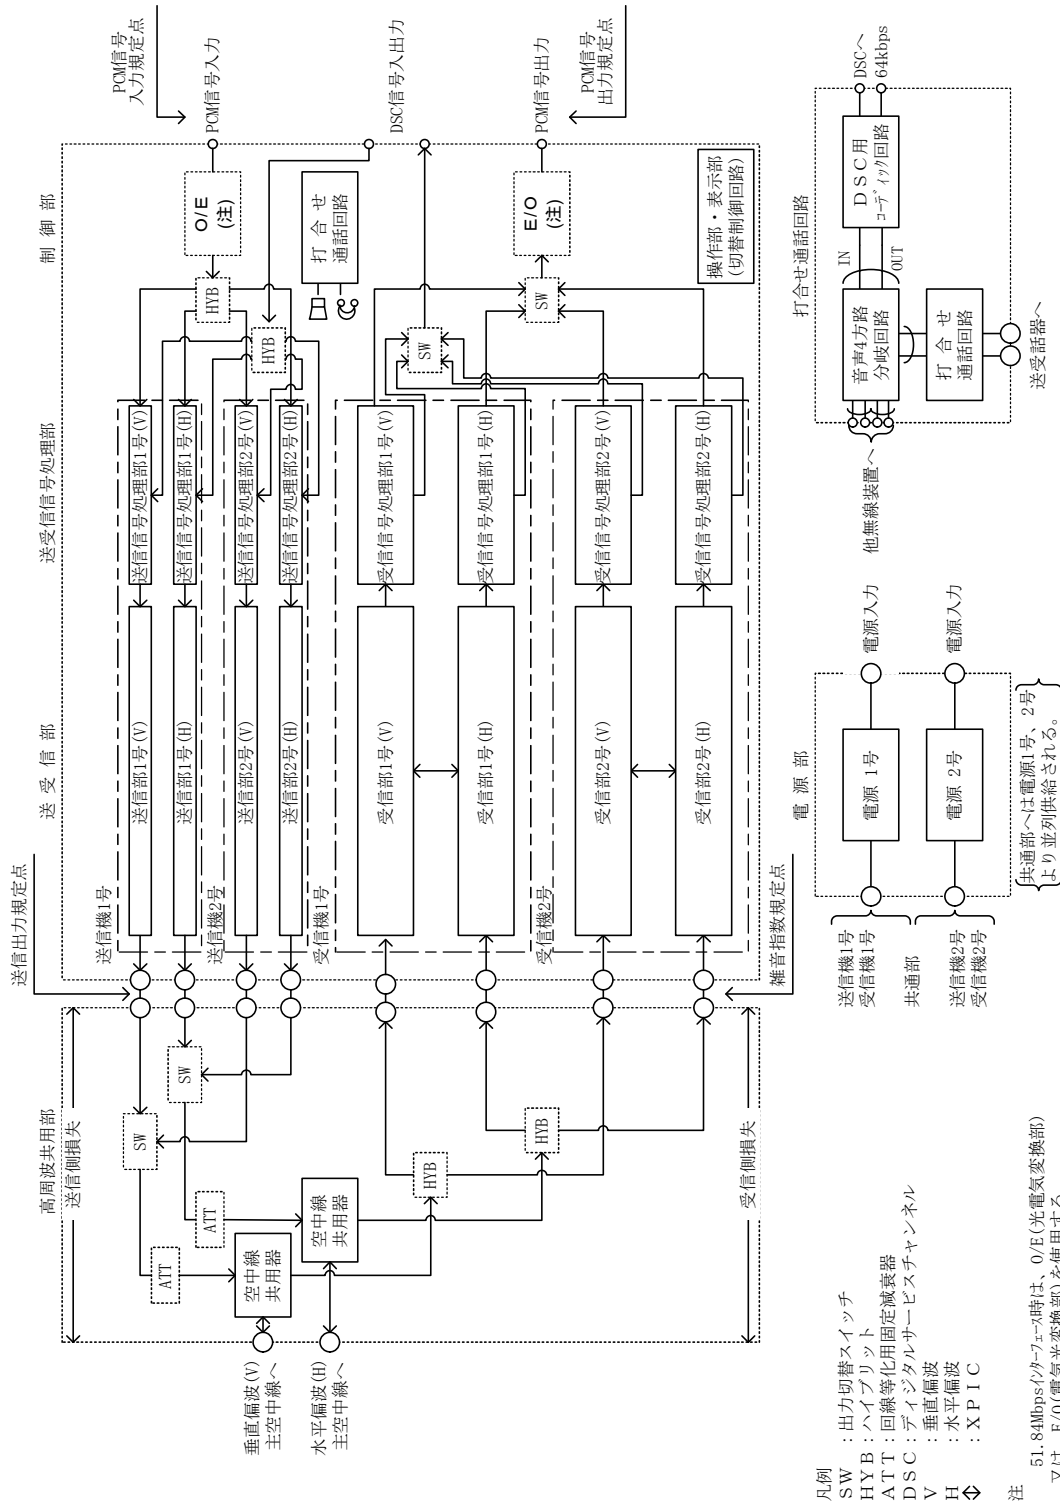 高周波共用部
送受信部
送受信信号処理部
制御部
送信側損失
送信出力規定点
PCM信号
入力規定点
送信機1号
送信部1号(V)
送信信号処理部1号(V)
送信部1号(H)
送信信号処理部1号(H)
送信機2号
送信部2号(V)
送信信号処理部2号(V)
送信部2号(H)
送信信号処理部2号(H)
受信機1号
受信部1号(V)
受信信号処理部1号(V)
受信部1号(H)
受信信号処理部1号(H)
受信機2号
受信部2号(V)
受信信号処理部2号(V)
受信部2号(H)
受信信号処理部2号(H)
SW
SW
ATT
ATT
空中線
共用器
空中線
共用器
HYB
HYB
垂直偏波(V)
主空中線へ
水平偏波(H)
主空中線へ
受信側損失
雑音指数規定点
HYB
HYB
O/E
(注)
PCM信号入力
打合せ
通話回路
DSC信号入出力
SW
SW
E/O
(注)
PCM信号出力
PCM信号
出力規定点
操作部・表示部
(切替制御回路)
電源部
電源 1号
電源入力
電源 2号
電源入力
送信機1号
受信機1号
共通部
送信機2号
受信機2号
共通部へは電源1号、2号
より並列供給される。
打合せ通話回路
他無線装置へ
音声4方路
分岐回路
IN
OUT
DSC用
コーディック回路
DSCへ
64kbps
打合せ
通話回路
送受話器へ
凡例
SW :出力切替スイッチ
HYB:ハイブリット
ATT:回線等化用固定減衰器
DSC:ディジタルサービスチャンネル
V :垂直偏波
H :水平偏波
⇔ :XPIC
注
51.84Mbpsインターフェース時は、O/E(光電気変換部)
又は、E/O(電気光変換部)を使用する